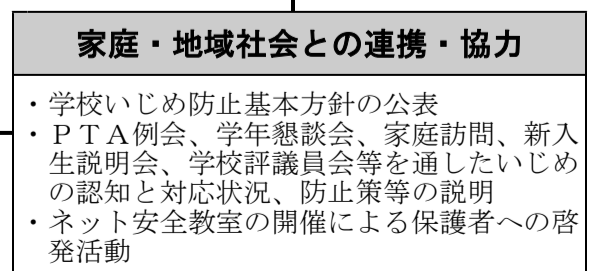 家庭・地域社会との連携・協力
・学校いじめ防止基本方針の公表
・ＰＴＡ例会、学年懇談会、家庭訪問、新入
生説明会、学校評議員会等を通したいじめ
の認知と対応状況、防止策等の説明
・ネット安全教室の開催による保護者への啓
発活動